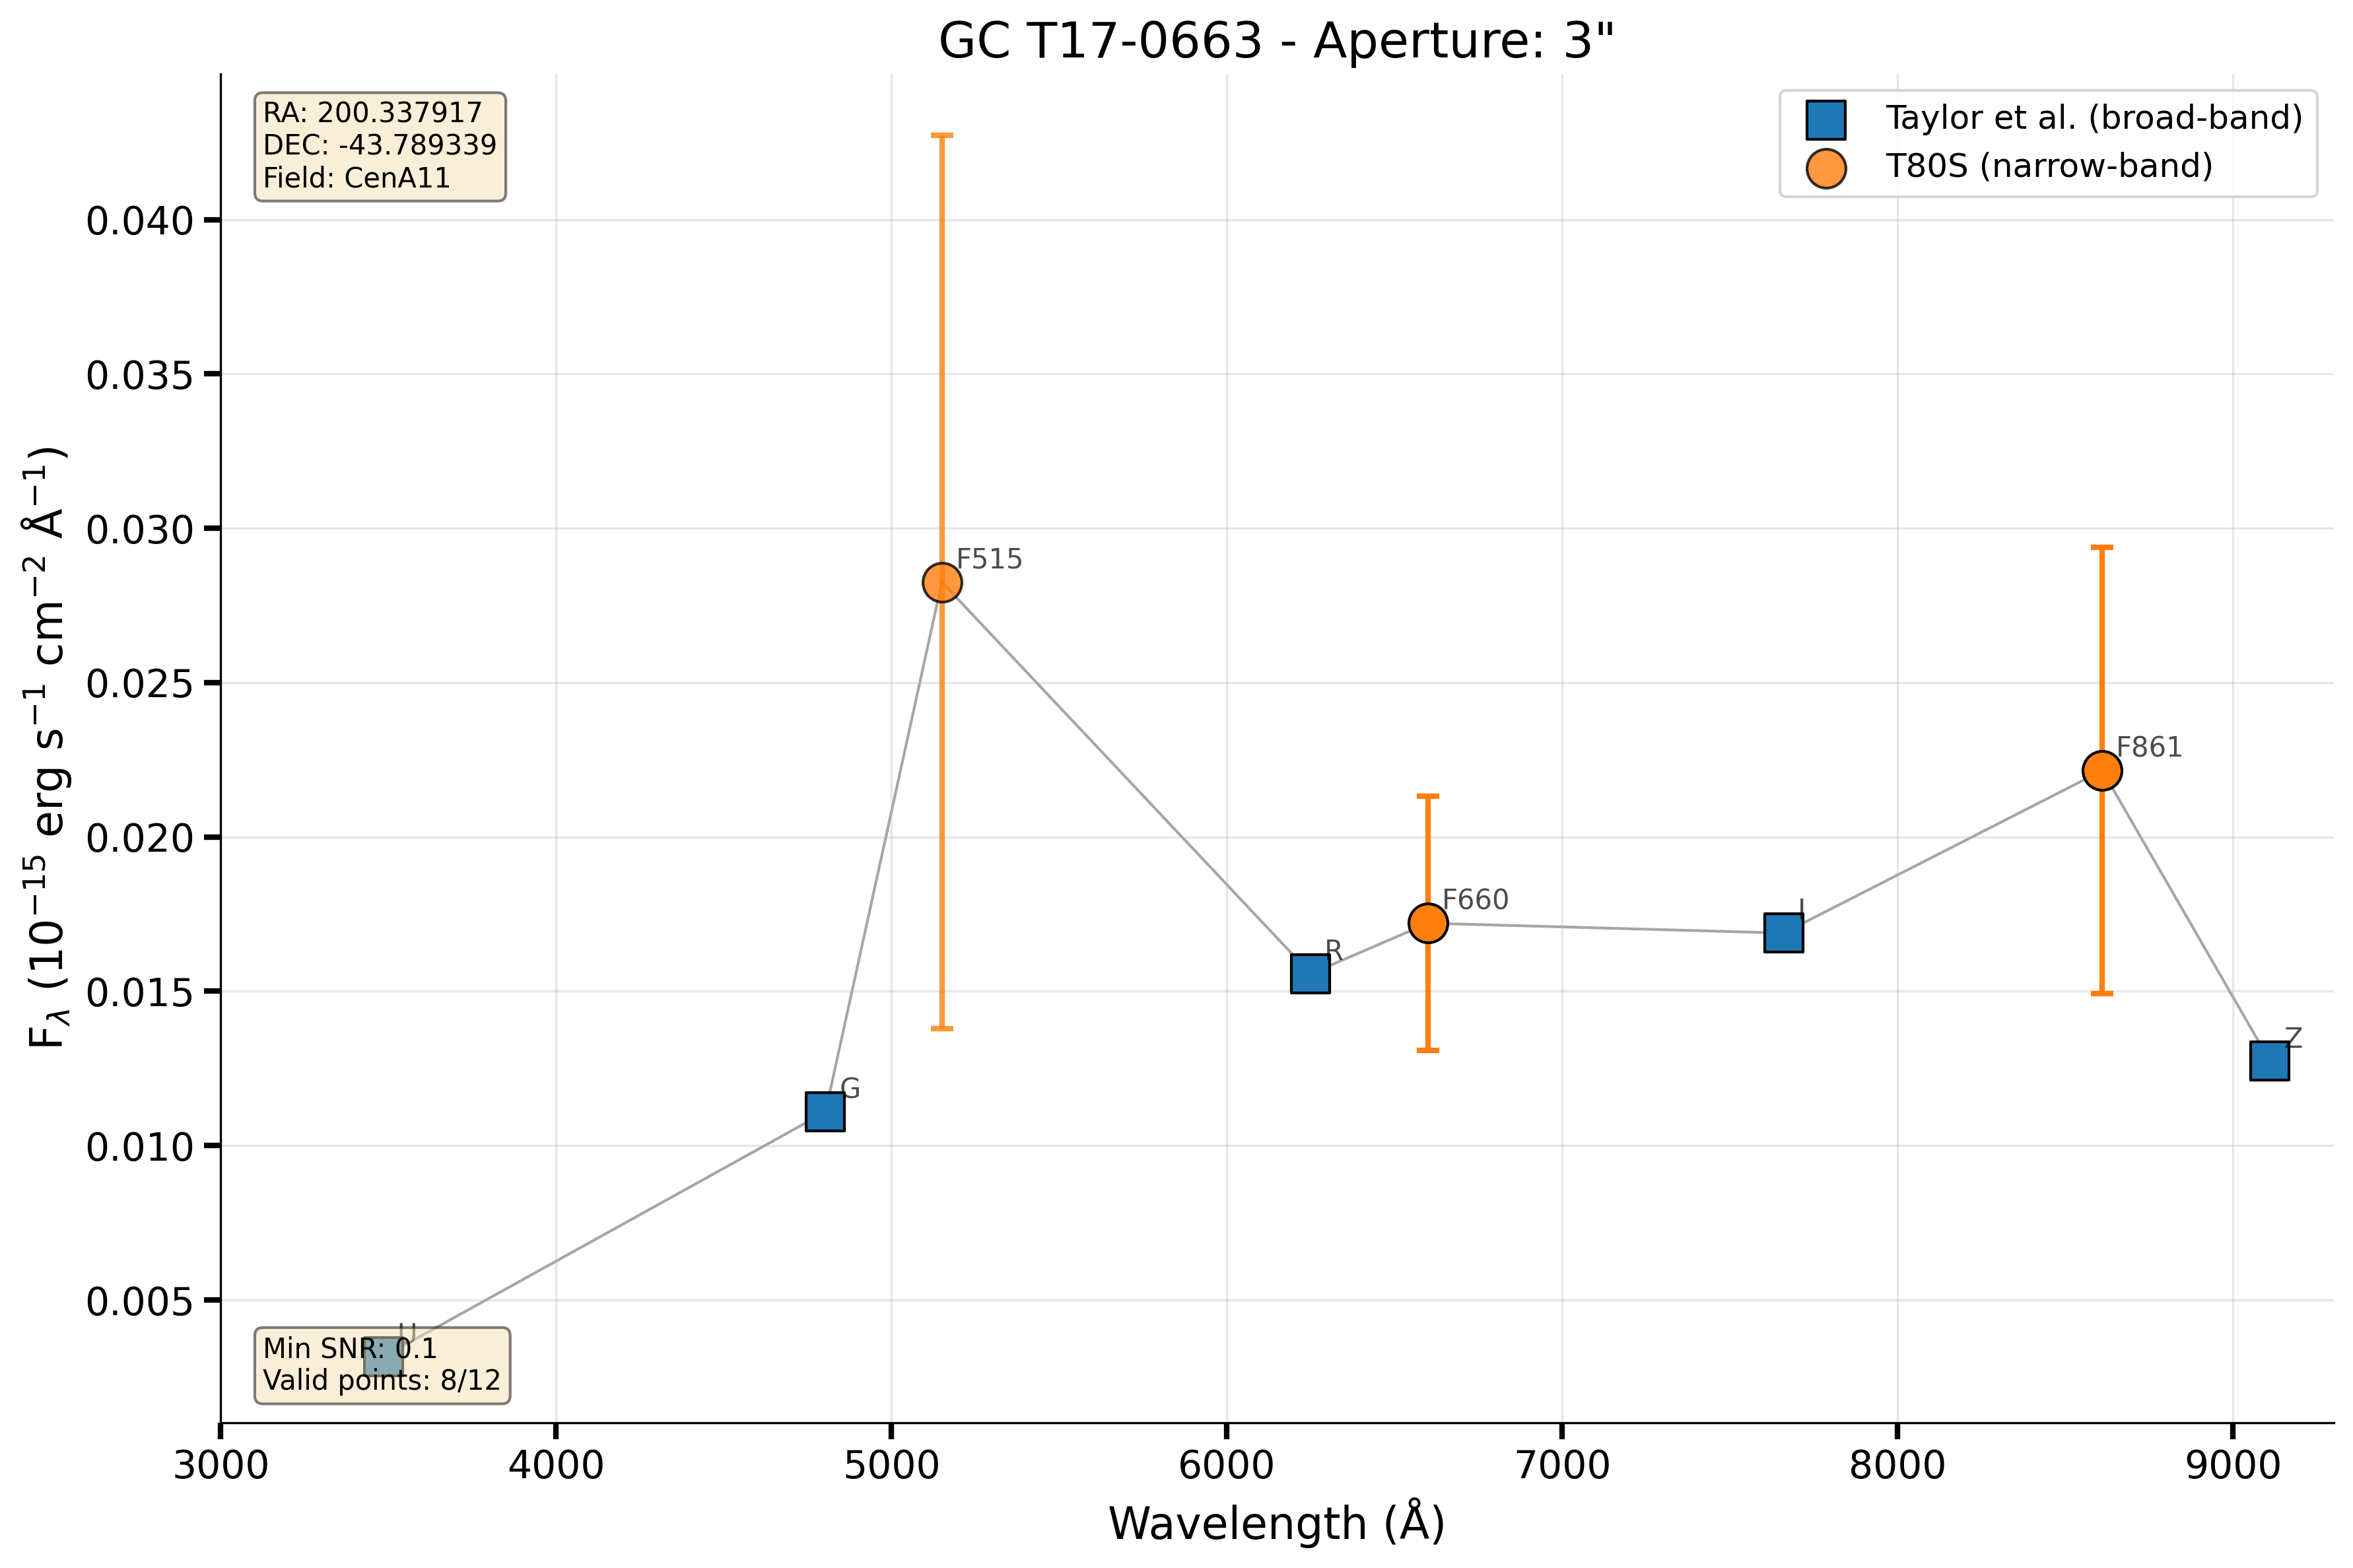 GC T17-0663 - Aperture: 3"
RA: 200.337917
DEC: -43.789339
Field: CenA11
Taylor et al. (broad-band)
T80S (narrow-band)
0.040
0.035
0.030
0.025
0.020
0.015
0.010
0.005
F515
F861
F660
I
R
Z
G
U
Min SNR: 0.1
Valid points: 8/12
3000 4000 5000 6000 7000 8000 9000
Wavelength (Å)
F$_{λ}$ (10$^{−15}$ erg s$^{−1}$ cm$^{−2}$ Å$^{−1}$)